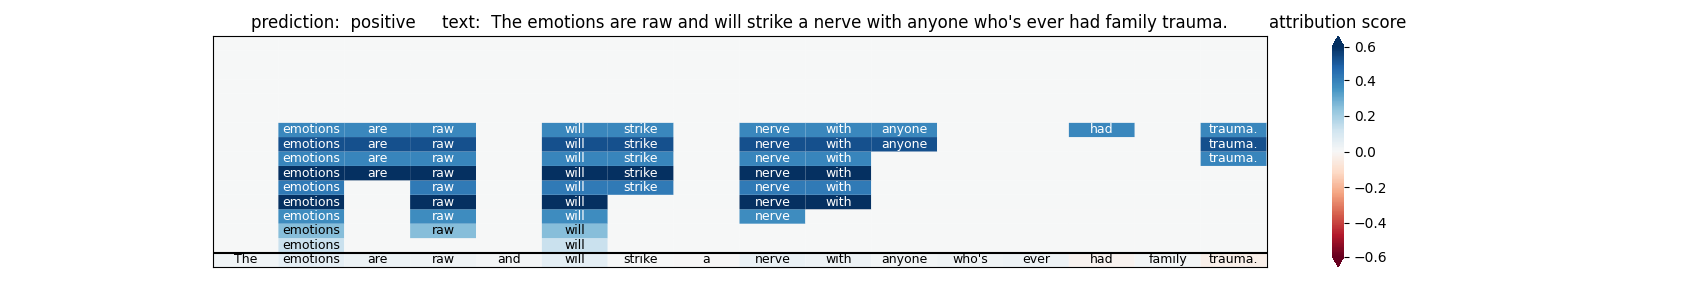 prediction: positive text: The emotions are raw and will strike a nerve with anyone who's ever had family trauma. attribution score
emotions are raw will strike nerve with anyone had trauma.
emotions are raw will strike nerve with anyone trauma.
emotions are raw will strike nerve with trauma.
emotions are raw will strike nerve with
emotions raw will strike nerve with
emotions raw will nerve with
emotions raw will nerve
emotions raw will
emotions will
The emotions are raw and will strike a nerve with anyone who's ever had family trauma.
0.6
0.4
0.2
0.0
−0.2
−0.4
−0.6